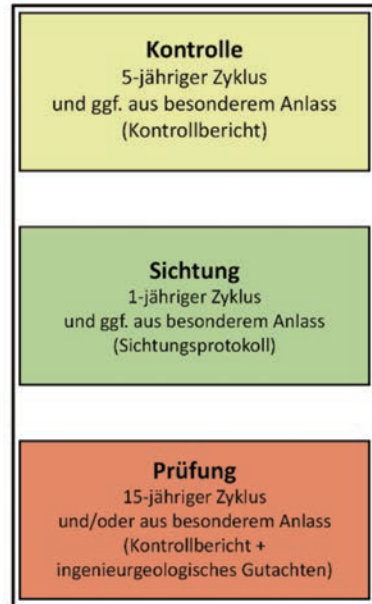 Kontrolle
5-jähriger Zyklus
und ggf. aus besonderem Anlass
(Kontrollbericht)
Sichtung
1-jähriger Zyklus
und ggf. aus besonderem Anlass
(Sichtungsprotokoll)
Prüfung
15-jähriger Zyklus
und/oder aus besonderem Anlass
(Kontrollbericht +
ingenieurgeologisches Gutachten)